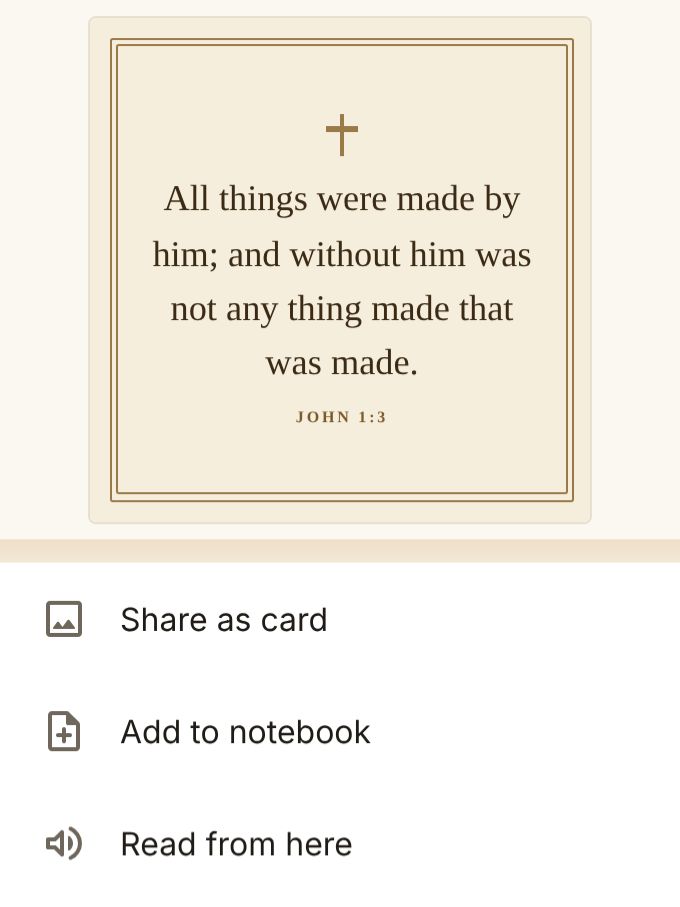 All things were made by
him; and without him was
not any thing made that
was made.
JOHN 1:3
Share as card
Add to notebook
Read from here